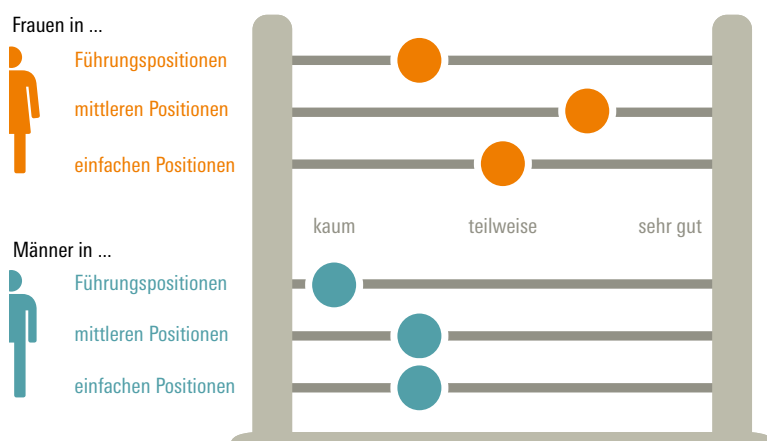 Frauen in ...
Führungspositionen
mittleren Positionen
einfachen Positionen
kaum teilweise sehr gut
Männer in ...
Führungspositionen
mittleren Positionen
einfachen Positionen